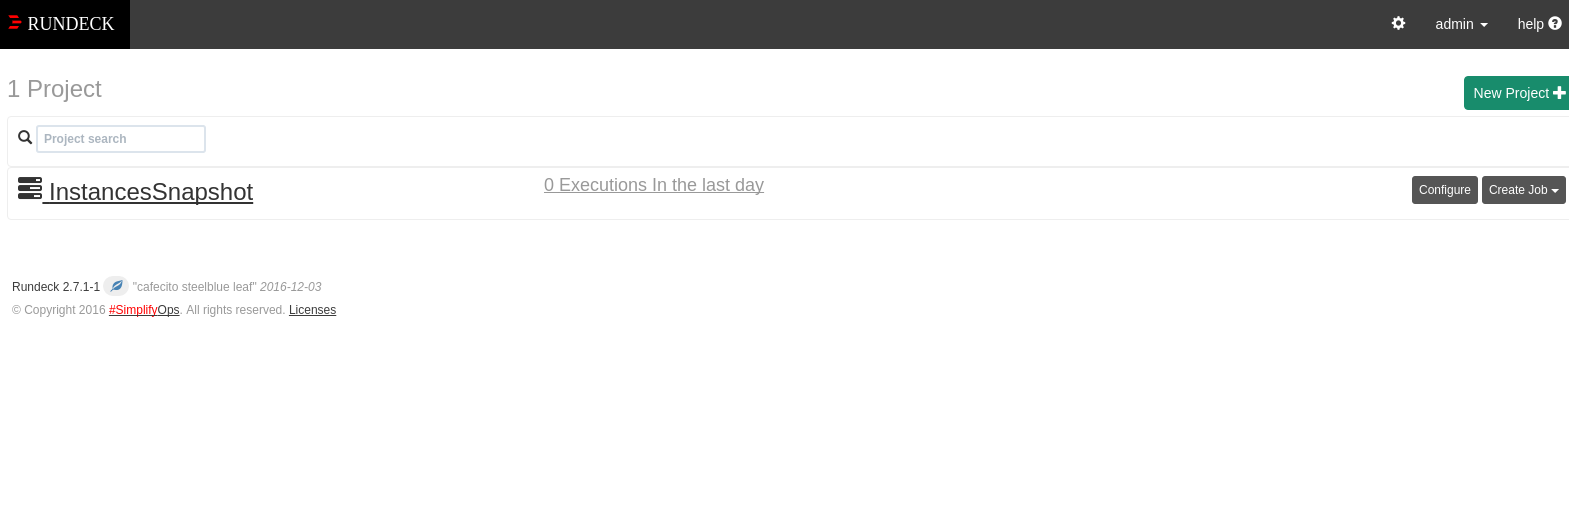 RUNDECK admin help
1 Project
New Project
Project search
InstancesSnapshot 0 Executions In the last day Configure Create Job
Rundeck 2.7.1-1 "cafecito steelblue leaf" 2016-12-03
© Copyright 2016 #SimplifyOps. All rights reserved. Licenses